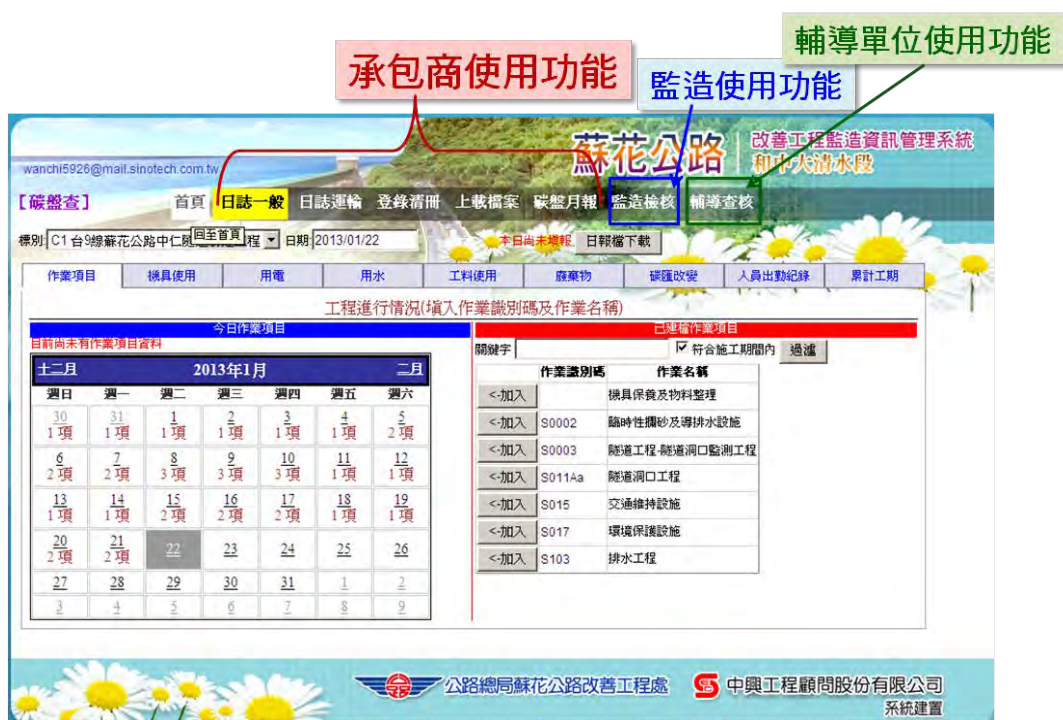 輔導單位使用功能
承包商使用功能
監造使用功能
蘇花公路 改善工程監造資訊管理系統
和中大清水段
wanchi5926@mail.sinotech.com.tw
【碳盤查】 首頁 日誌一般 日誌運輸 登錄清冊 上載檔案 碳盤月報 監造檢核 輔導查核
標別: C1 台9線蘇花公路中仁隧 程 日期: 2013/01/22 本日尚未填報 日報檔下載
回至首頁
作業項目 機具使用 用電 用水 工料使用 廢棄物 碳匯改變 人員出勤紀錄 累計工期
工程進行情況(填入作業識別碼及作業名稱)
今日作業項目 已建檔作業項目
目前尚未有作業項目資料
關鍵字 符合施工期間內 過濾
十二月 2013年1月 二月
作業識別碼 作業名稱
週日 週一 週二 週三 週四 週五 週六
<-加入 機具保養及物料整理
30 31 1 2 3 4 5
1 項 1 項 1 項 1 項 1 項 1 項 2 項
<-加入 S0002 臨時性攔砂及導排水設施
6 7 8 9 10 11 12
2 項 2 項 3 項 3 項 3 項 1 項 1 項
<-加入 S0003 隧道工程-隧道洞口監測工程
<-加入 S011Aa 隧道洞口工程
13 14 15 16 17 18 19
1 項 1 項 2 項 2 項 2 項 1 項 1 項
<-加入 S015 交通維持設施
<-加入 S017 環境保護設施
20 21 22 23 24 25 26
2 項 2 項
<-加入 S103 排水工程
27 28 29 30 31 1 2
3 4 5 6 7 8 9
公路總局蘇花公路改善工程處 中興工程顧問股份有限公司
系統建置